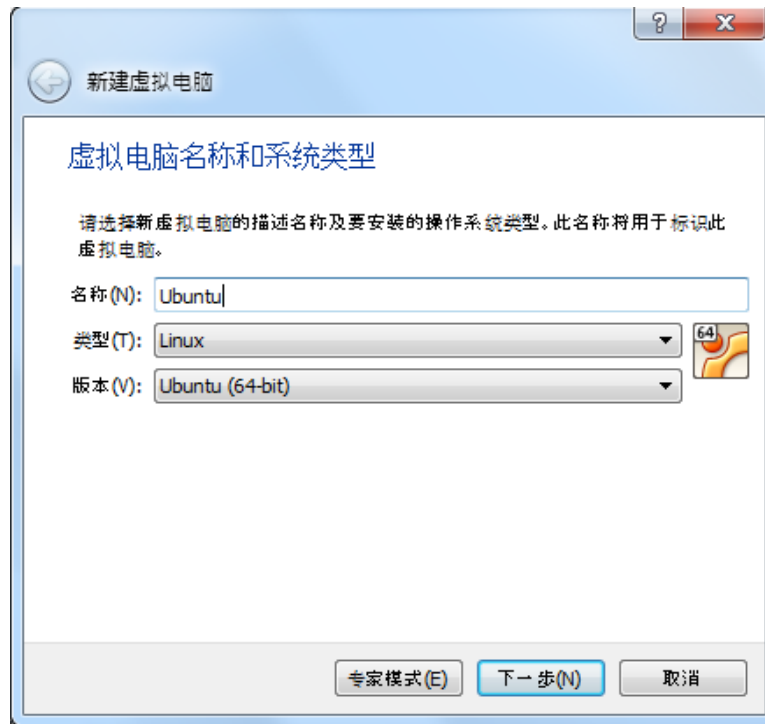 新建虚拟电脑
虚拟电脑名称和系统类型
请选择新虚拟电脑的描述名称及要安装的操作系统类型。此名称将用于标识此
虚拟电脑。
名称(N): Ubuntu
类型(T): Linux
64
版本(V): Ubuntu (64-bit)
专家模式(E) 下一步(N) 取消